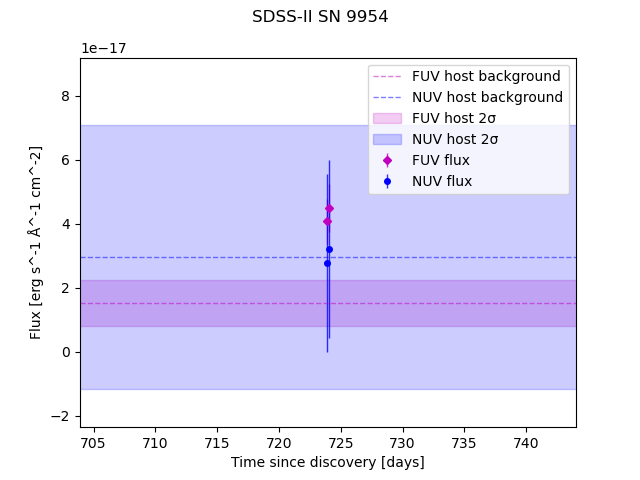 SDSS-II SN 9954
1e−17
FUV host background
NUV host background
FUV host 2σ
NUV host 2σ
FUV flux
NUV flux
8
6
4
2
0
−2
Flux [erg s^-1 Å^-1 cm^-2]
705 710 715 720 725 730 735 740
Time since discovery [days]